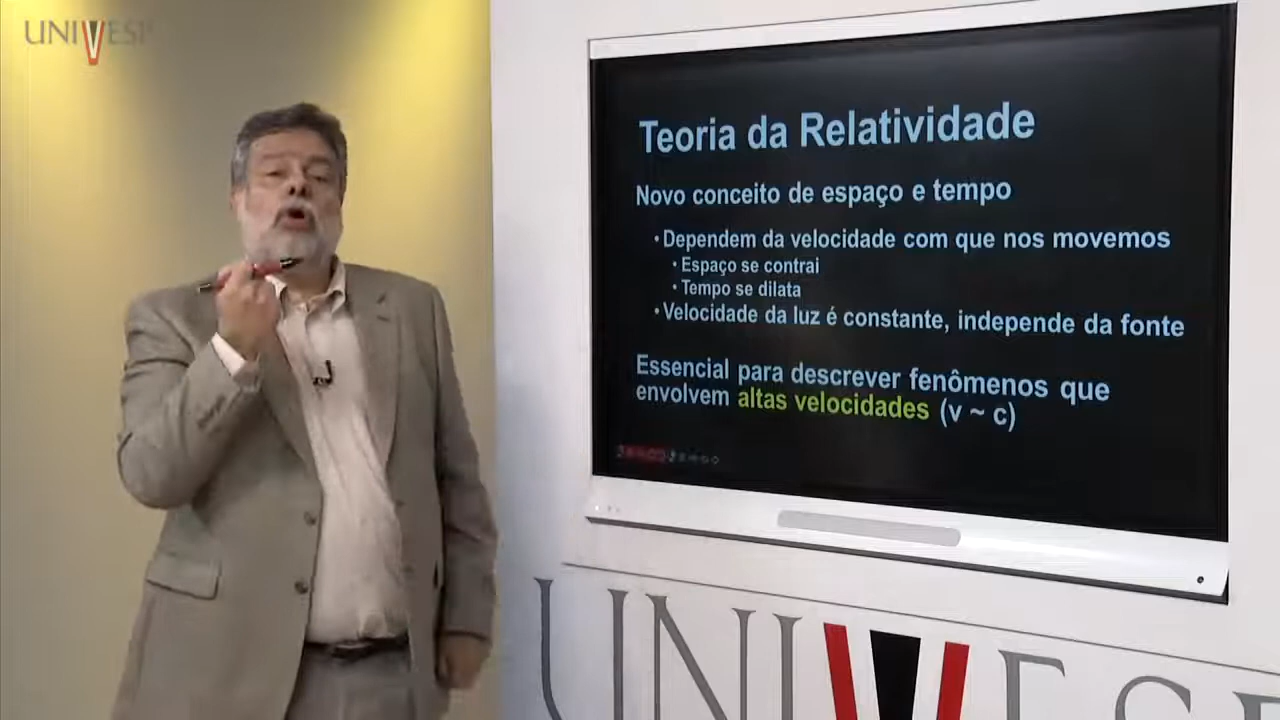 UNIVESP
Teoria da Relatividade
Novo conceito de espaço e tempo
•Dependem da velocidade com que nos movemos
•Espaço se contrai
•Tempo se dilata
•Velocidade da luz é constante, independe da fonte
Essencial para descrever fenômenos que
envolvem altas velocidades (v ~ c)
UNIVESP